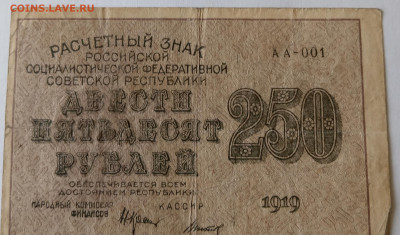 COINS.LAVE.RU
РАСЧЕТНЫЙ ЗНАК
РОССИЙСКОЙ
СОЦИАЛИСТИЧЕСКОЙ ФЕДЕРАТИВНОЙ
СОВЕТСКОЙ РЕСПУБЛИКИ
АА-001
ДВЕСТИ
ПЯТЬДЕСЯТ
РУБЛЕЙ
250
ОБЕСПЕЧИВАЕТСЯ ВСЕМ
ДОСТОЯНИЕМ РЕСПУБЛИКИ
НАРОДНЫЙ КОМИССАР
ФИНАНСОВ
КАССИР
1919